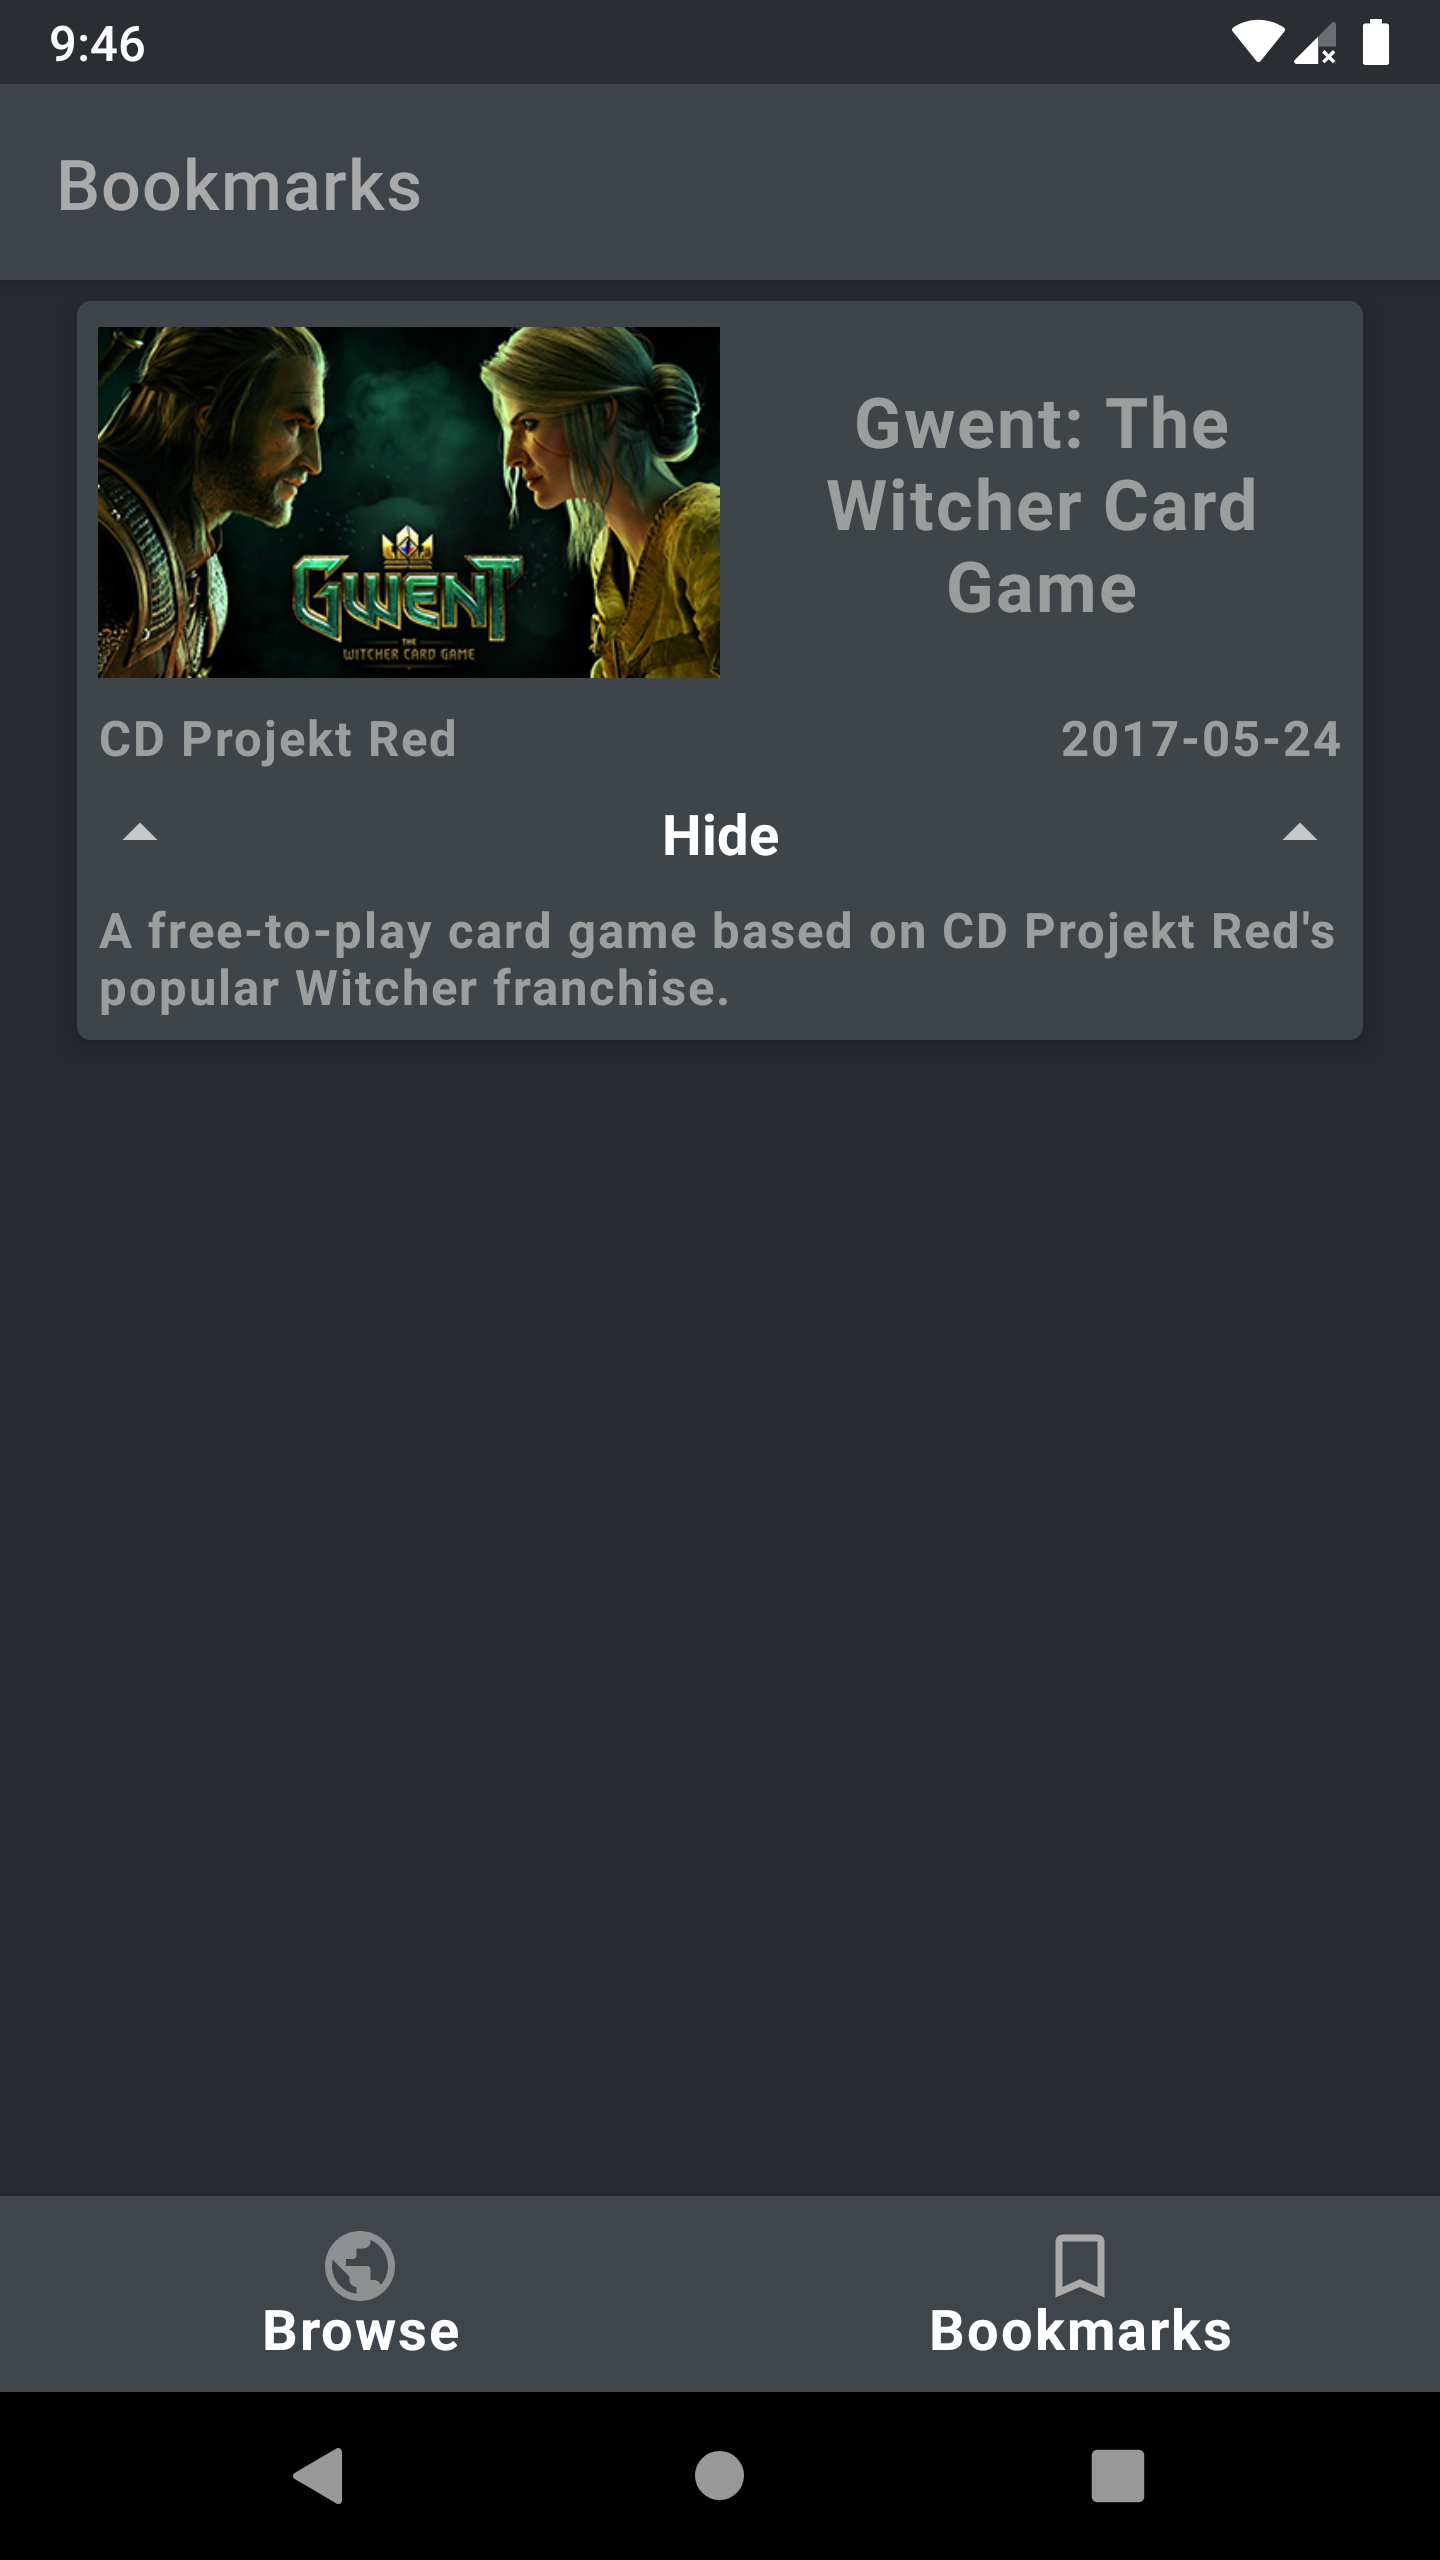 9:46
Bookmarks
GWENT
THE
WITCHER CARD GAME
Gwent: The
Witcher Card
Game
CD Projekt Red
2017-05-24
Hide
A free-to-play card game based on CD Projekt Red's
popular Witcher franchise.
Browse
Bookmarks